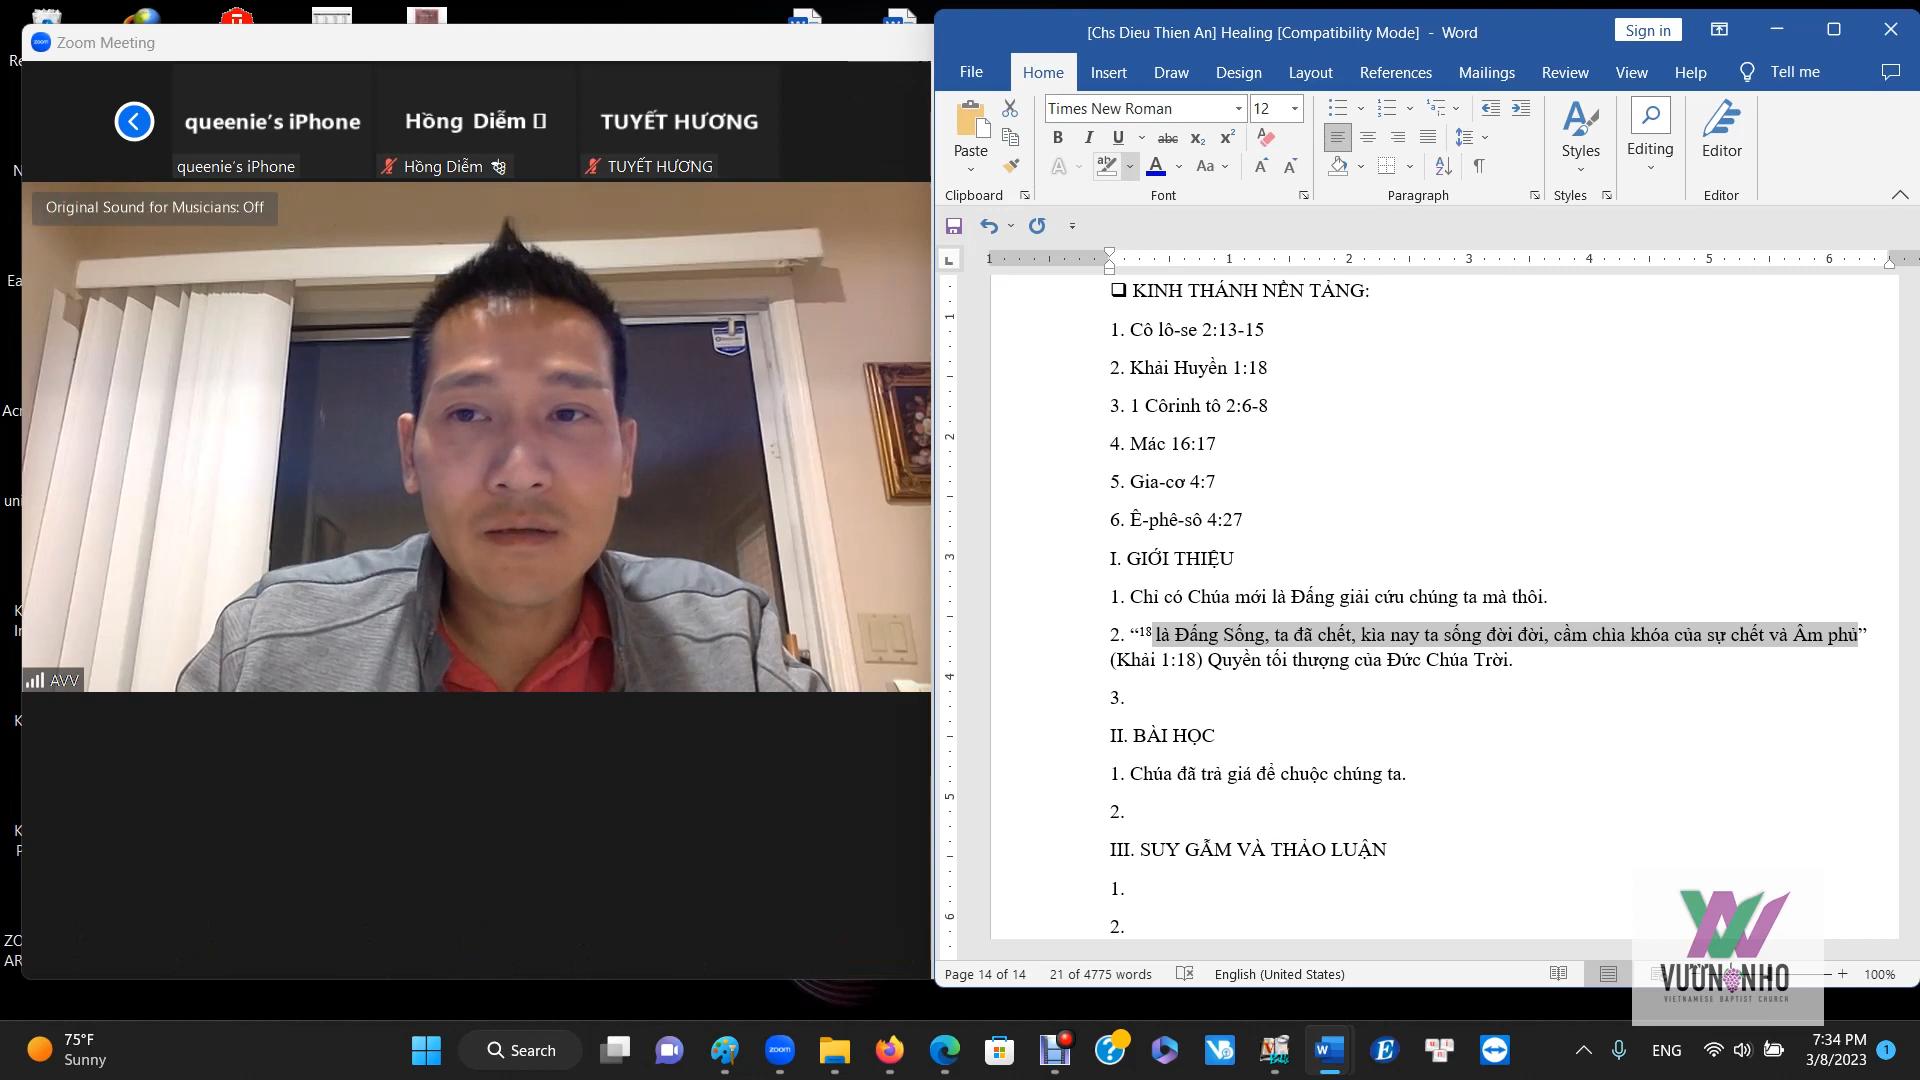 Zoom Meeting
queenie's iPhone
Hồng Diễm
TUYẾT HƯƠNG
queenie's iPhone
Hồng Diễm
TUYẾT HƯƠNG
Original Sound for Musicians: Off
AVV
[Chs Dieu Thien An] Healing [Compatibility Mode] - Word
Sign in
File Home Insert Draw Design Layout References Mailings Review View Help Tell me
Times New Roman 12
Paste
Styles
Editing
Editor
Clipboard Font Paragraph Styles Editor
KINH THÁNH NỀN TẢNG:
1. Cô lô-se 2:13-15
2. Khải Huyền 1:18
3. 1 Côrinh tô 2:6-8
4. Mác 16:17
5. Gia-cơ 4:7
6. Ê-phê-sô 4:27
I. GIỚI THIỆU
1. Chỉ có Chúa mới là Đấng giải cứu chúng ta mà thôi.
2. “18 là Đấng Sống, ta đã chết, kìa nay ta sống đời đời, cầm chìa khóa của sự chết và Âm phủ”
(Khải 1:18) Quyền tối thượng của Đức Chúa Trời.
3.
II. BÀI HỌC
1. Chúa đã trả giá để chuộc chúng ta.
2.
III. SUY GẪM VÀ THẢO LUẬN
1.
2.
VUON NHO
VIETNAMESE BAPTIST CHURCH
Page 14 of 14 21 of 4775 words English (United States) 100%
75°F
Sunny
Search
ENG
7:34 PM
3/8/2023
1